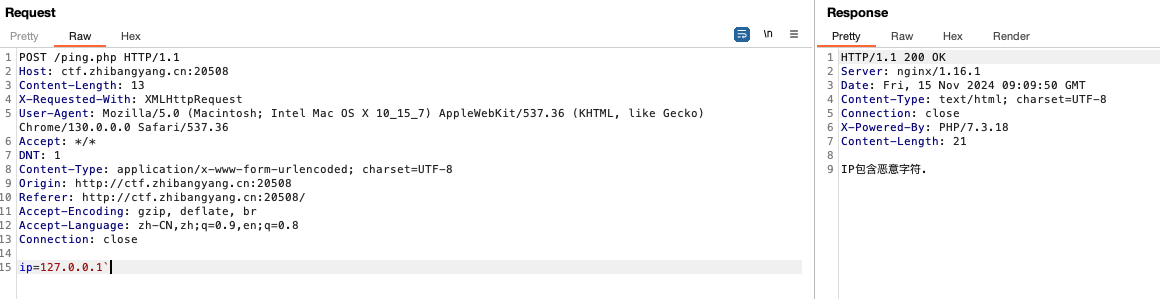 Request
Pretty Raw Hex
\n
1 POST /ping.php HTTP/1.1
2 Host: ctf.zhibangyang.cn:20508
3 Content-Length: 13
4 X-Requested-With: XMLHttpRequest
5 User-Agent: Mozilla/5.0 (Macintosh; Intel Mac OS X 10_15_7) AppleWebKit/537.36 (KHTML, like Gecko)
Chrome/130.0.0.0 Safari/537.36
6 Accept: */*
7 DNT: 1
8 Content-Type: application/x-www-form-urlencoded; charset=UTF-8
9 Origin: http://ctf.zhibangyang.cn:20508
10 Referer: http://ctf.zhibangyang.cn:20508/
11 Accept-Encoding: gzip, deflate, br
12 Accept-Language: zh-CN,zh;q=0.9,en;q=0.8
13 Connection: close
14
15 ip=127.0.0.1`
Response
Pretty Raw Hex Render
1 HTTP/1.1 200 OK
2 Server: nginx/1.16.1
3 Date: Fri, 15 Nov 2024 09:09:50 GMT
4 Content-Type: text/html; charset=UTF-8
5 Connection: close
6 X-Powered-By: PHP/7.3.18
7 Content-Length: 21
8
9 IP包含恶意字符.